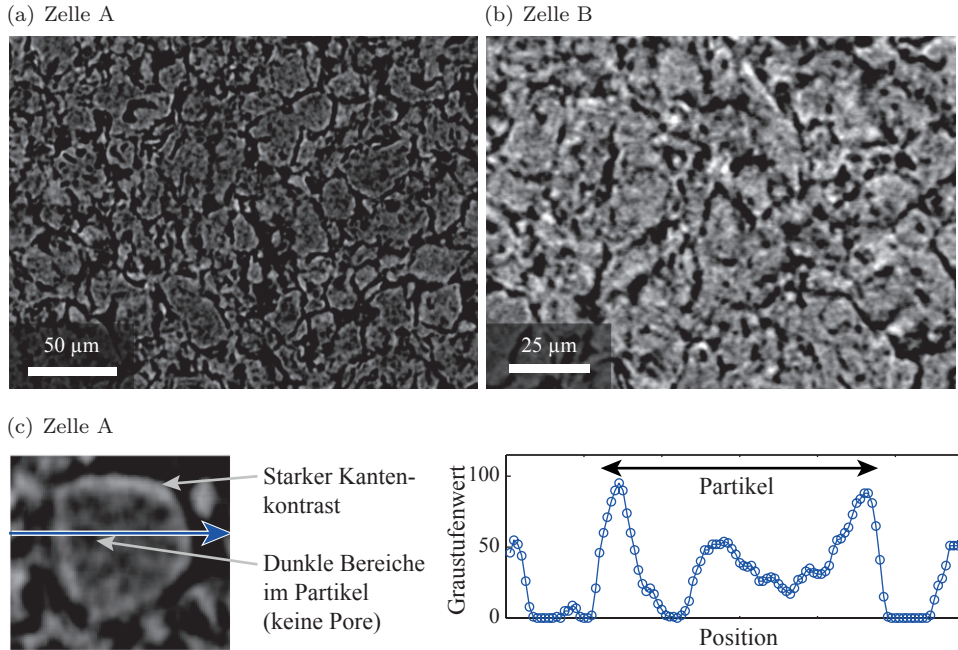 (a) Zelle A
(b) Zelle B
50 µm
25 µm
(c) Zelle A
Starker Kanten-
kontrast
Dunkle Bereiche
im Partikel
(keine Pore)
Graustufenwert
100
50
0
Partikel
Position